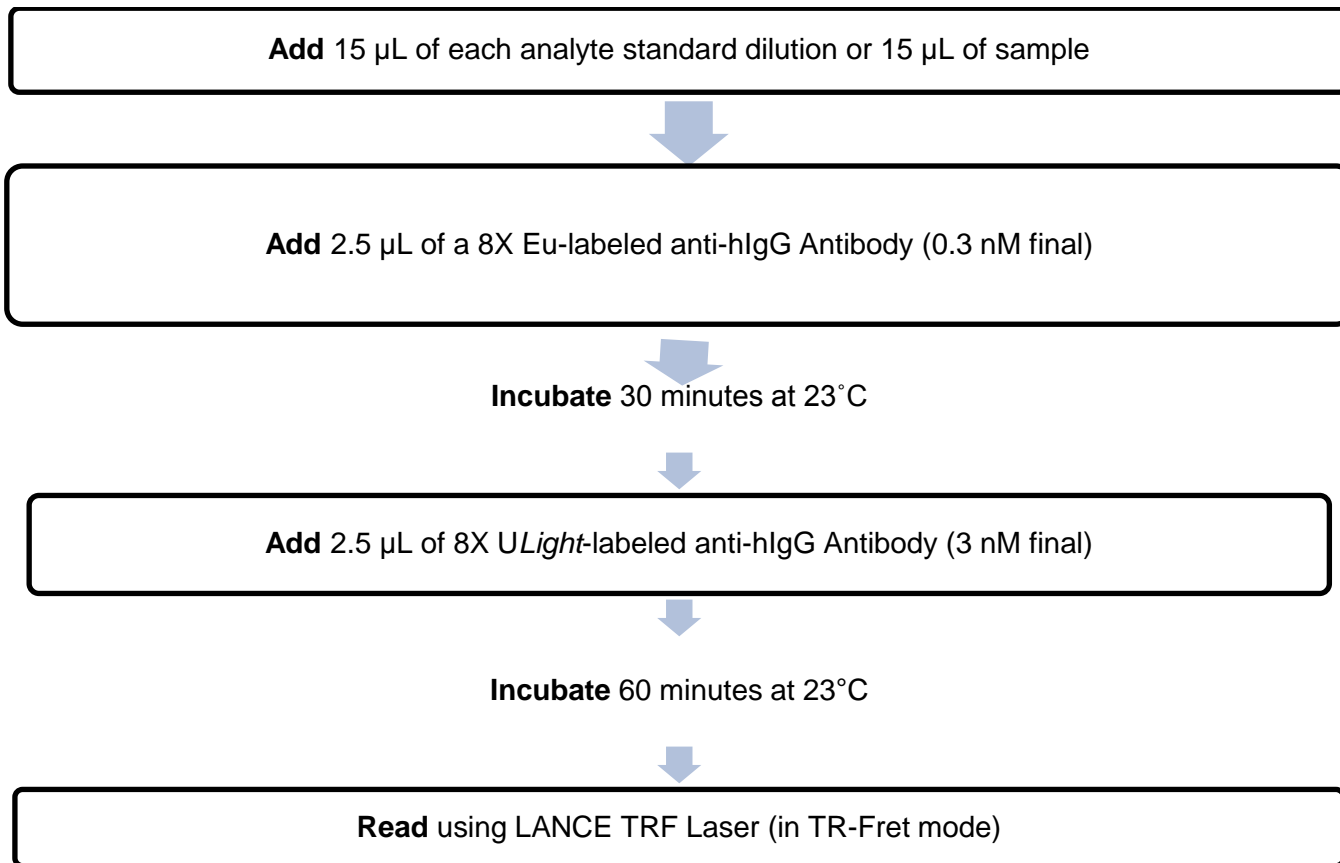 Add 15 µL of each analyte standard dilution or 15 µL of sample
Add 2.5 µL of a 8X Eu-labeled anti-hIgG Antibody (0.3 nM final)
Incubate 30 minutes at 23˚C
Add 2.5 µL of 8X ULight-labeled anti-hIgG Antibody (3 nM final)
Incubate 60 minutes at 23°C
Read using LANCE TRF Laser (in TR-Fret mode)